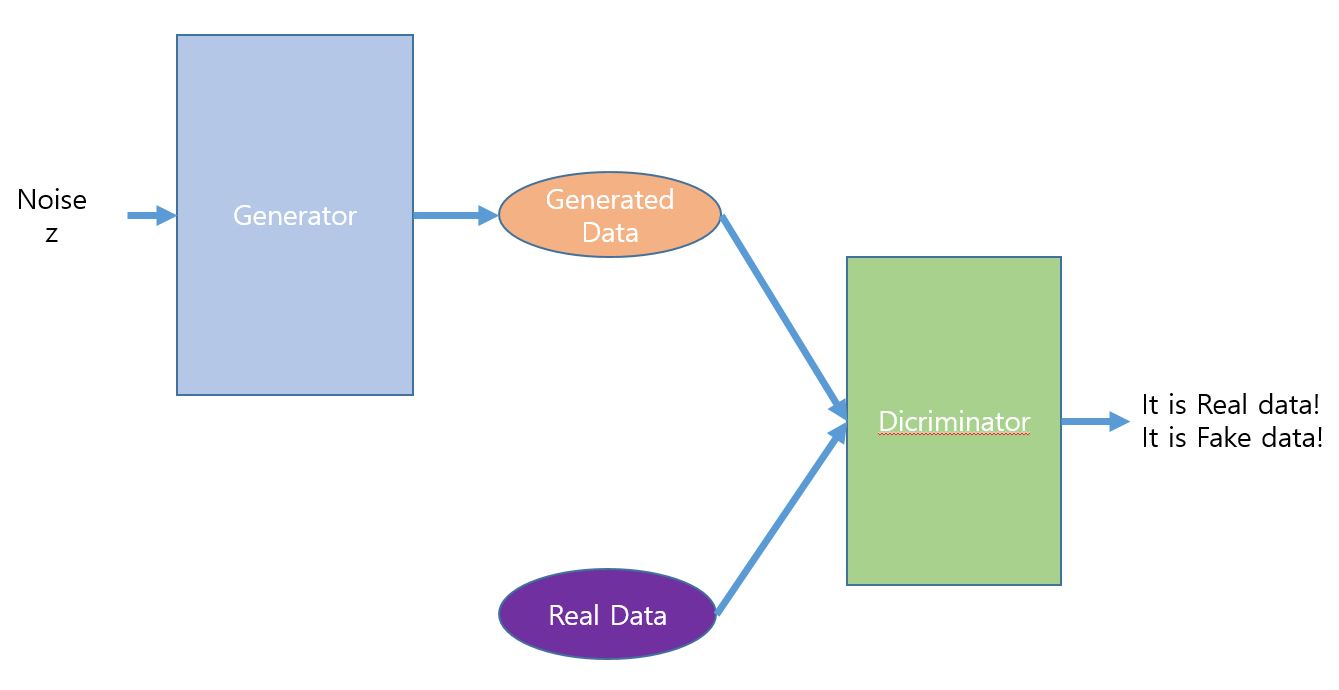 Noise
z
Generator
Generated
Data
Real Data
Dicriminator
It is Real data!
It is Fake data!